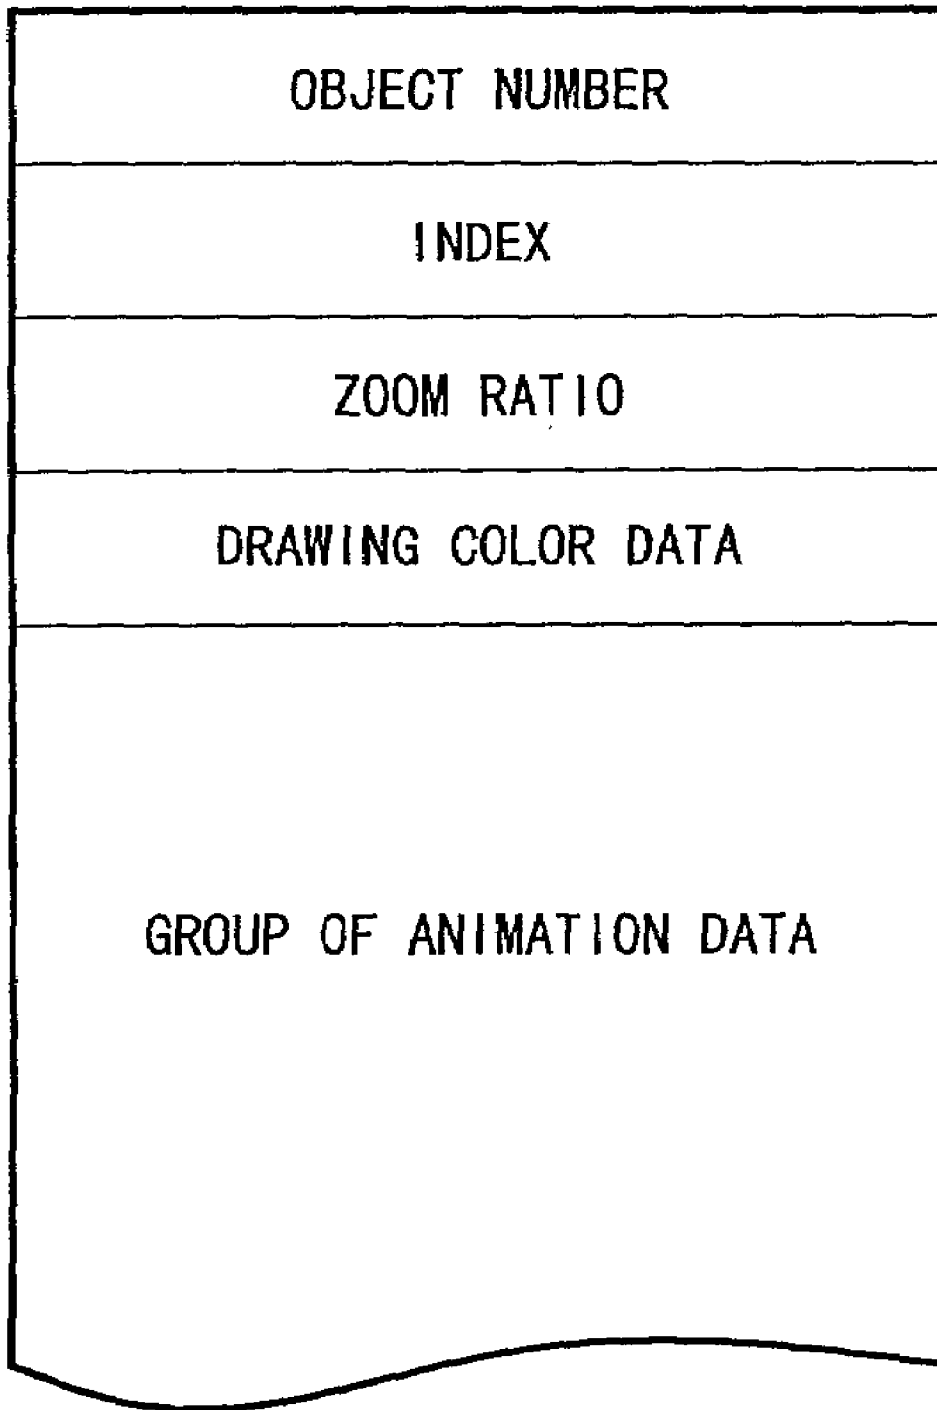 OBJECT NUMBER
INDEX
ZOOM RATIO
DRAWING COLOR DATA
GROUP OF ANIMATION DATA